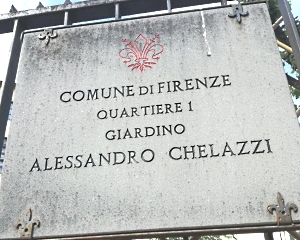 COMUNE DI FIRENZE
QUARTIERE 1
GIARDINO
ALESSANDRO CHELAZZI